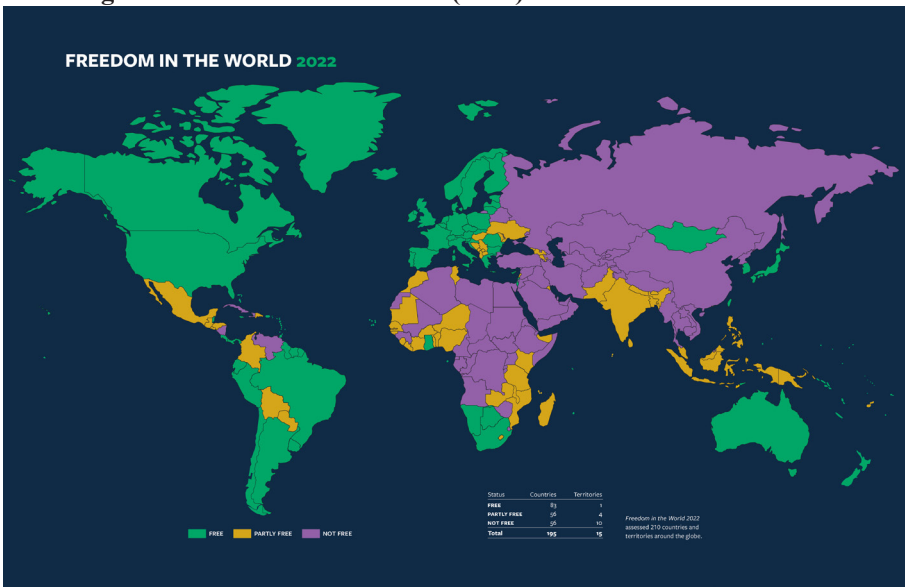 FREEDOM IN THE WORLD 2022
Status Countries Territories
FREE 83 1
PARTLY FREE 56 4
NOT FREE 56 10
Total 195 15
Freedom in the World 2022
assessed 210 countries and
territories around the globe.
FREE PARTLY FREE NOT FREE